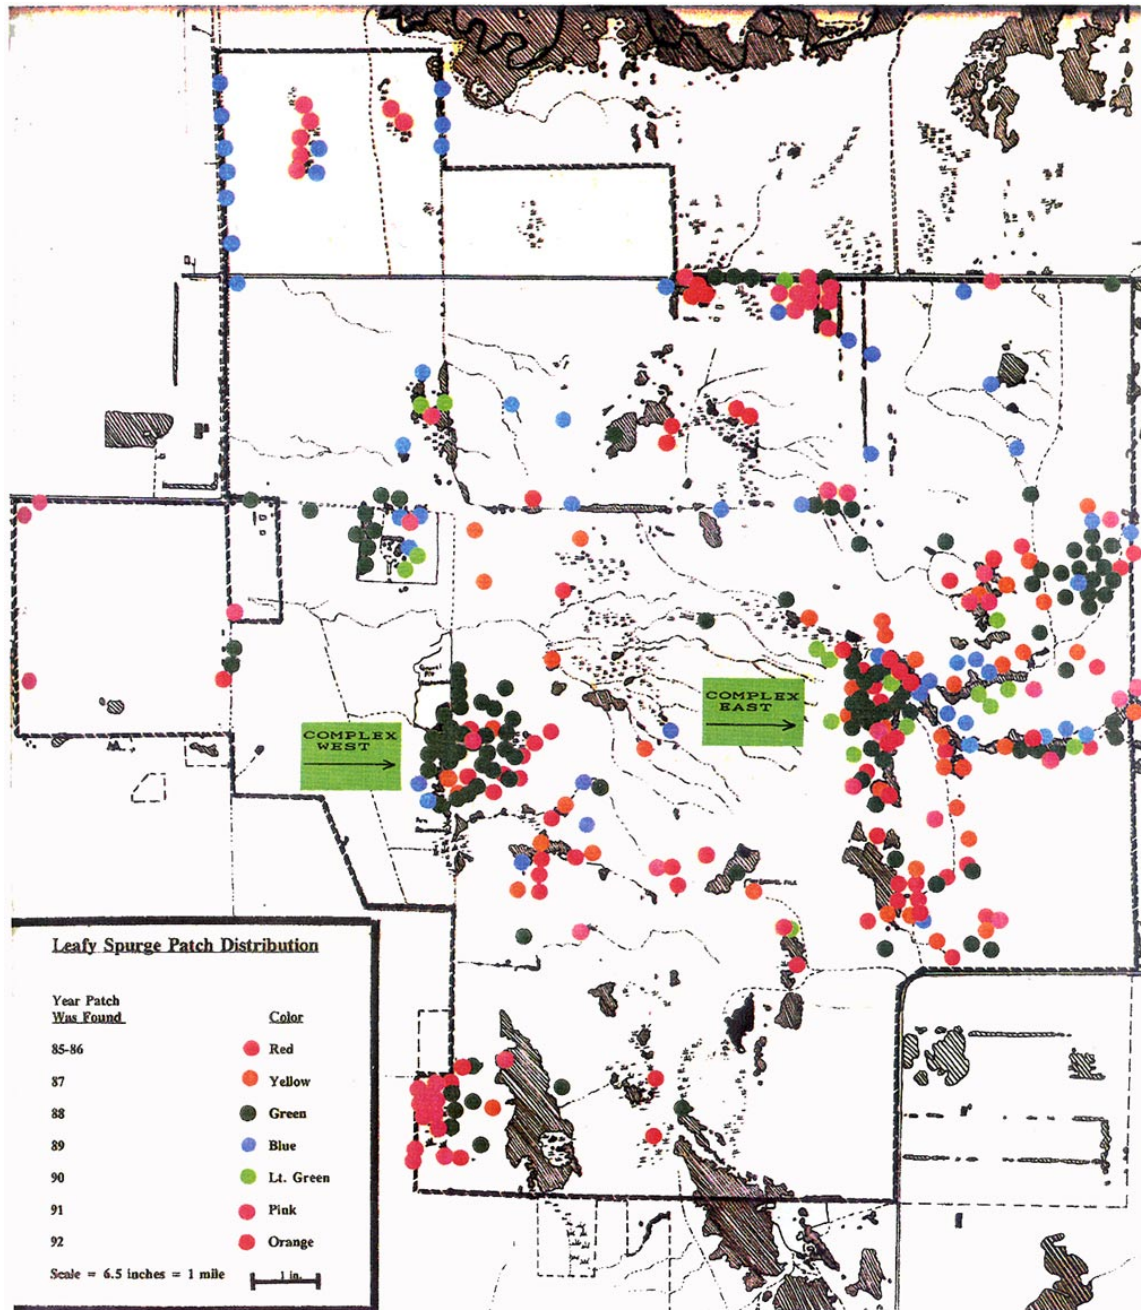 COMPLEX
EAST
COMPLEX
WEST
Leafy Spurge Patch Distribution
Year Patch
Was Found Color
85-86 Red
87 Yellow
88 Green
89 Blue
90 Lt. Green
91 Pink
92 Orange
Scale = 6.5 inches = 1 mile 1 in.